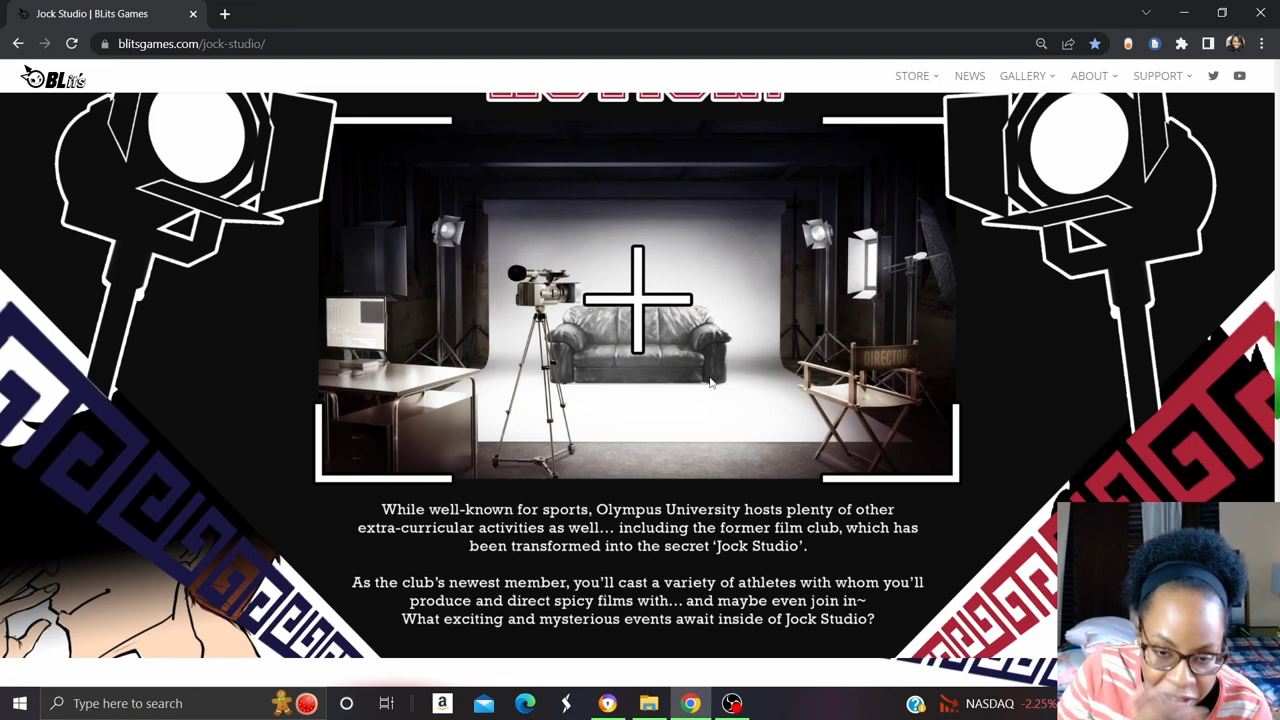 Jock Studio | BLits Games
blitsgames.com/jock-studio/
BLits
STORE NEWS GALLERY ABOUT SUPPORT
DIRECTOR
While well-known for sports, Olympus University hosts plenty of other
extra-curricular activities as well... including the former film club, which has
been transformed into the secret ‘Jock Studio’.
As the club’s newest member, you’ll cast a variety of athletes with whom you’ll
produce and direct spicy films with... and maybe even join in~
What exciting and mysterious events await inside of Jock Studio?
Type here to search
NASDAQ -2.25%